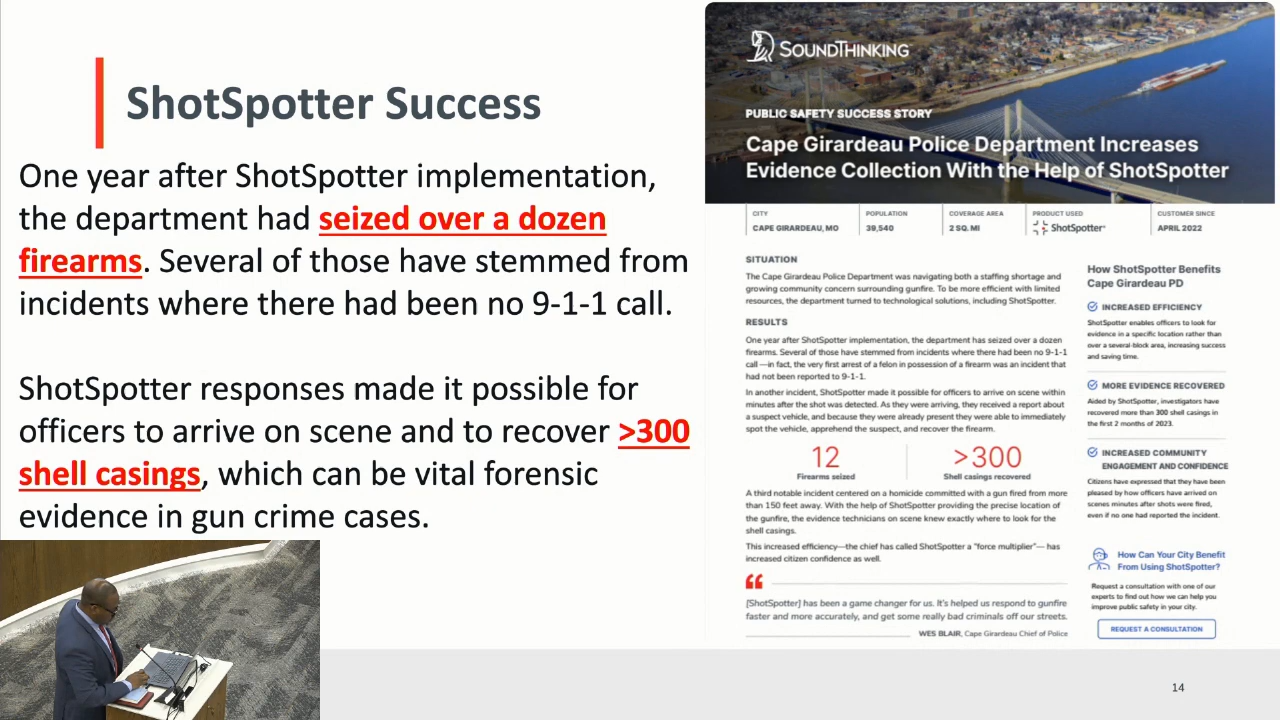 ShotSpotter Success
One year after ShotSpotter implementation,
the department had seized over a dozen
firearms. Several of those have stemmed from
incidents where there had been no 9-1-1 call.
ShotSpotter responses made it possible for
officers to arrive on scene and to recover >300
shell casings, which can be vital forensic
evidence in gun crime cases.
SOUNDTHINKING
PUBLIC SAFETY SUCCESS STORY
Cape Girardeau Police Department Increases
Evidence Collection With the Help of ShotSpotter
CITY
CAPE GIRARDEAU, MO
POPULATION
39,540
COVERAGE AREA
2 SQ. MI
PRODUCT USED
ShotSpotter
CUSTOMER SINCE
APRIL 2022
SITUATION
The Cape Girardeau Police Department was navigating both a staffing shortage and
growing community concern surrounding gunfire. To be more efficient with limited
resources, the department turned to technological solutions, including ShotSpotter.
RESULTS
One year after ShotSpotter implementation, the department has seized over a dozen
firearms. Several of those have stemmed from incidents where there had been no 9-1-1
call —in fact, the very first arrest of a felon in possession of a firearm was an incident that
had not been reported to 9-1-1.
In another incident, ShotSpotter made it possible for officers to arrive on scene within
minutes after the shot was detected. As they were arriving, they received a report about
a suspect vehicle, and because they were already present they were able to immediately
spot the vehicle, apprehend the suspect, and recover the firearm.
12
Firearms seized
>300
Shell casings recovered
A third notable incident centered on a homicide committed with a gun fired from more
than 150 feet away. With the help of ShotSpotter providing the precise location of
the gunfire, the evidence technicians on scene knew exactly where to look for the
shell casings.
This increased efficiency—the chief has called ShotSpotter a "force multiplier"— has
increased citizen confidence as well.
[ShotSpotter] has been a game changer for us. It's helped us respond to gunfire
faster and more accurately, and get some really bad criminals off our streets.
WES BLAIR, Cape Girardeau Chief of Police
How ShotSpotter Benefits
Cape Girardeau PD
INCREASED EFFICIENCY
ShotSpotter enables officers to look for
evidence in a specific location rather than
over a several-block area, increasing success
and saving time.
MORE EVIDENCE RECOVERED
Aided by ShotSpotter, investigators have
recovered more than 300 shell casings in
the first 2 months of 2023.
INCREASED COMMUNITY
ENGAGEMENT AND CONFIDENCE
Citizens have expressed that they have been
pleased by how officers have arrived on
scenes minutes after shots were fired,
even if no one had reported the incident.
How Can Your City Benefit
From Using ShotSpotter?
Request a consultation with one of our
experts to find out how we can help you
improve public safety in your city.
REQUEST A CONSULTATION
14